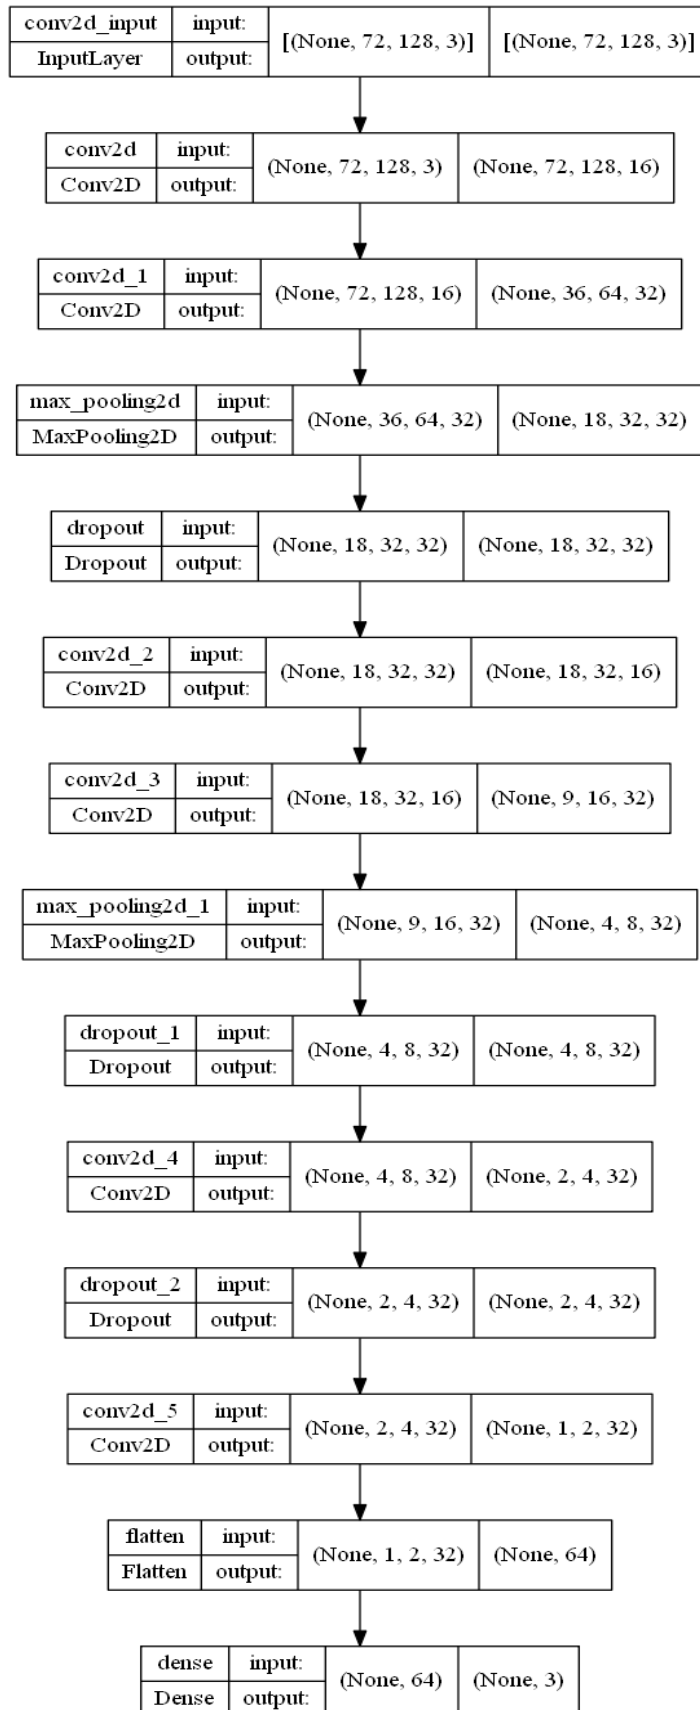 conv2d_input input: [(None, 72, 128, 3)] [(None, 72, 128, 3)]
InputLayer output:
conv2d input: (None, 72, 128, 3) (None, 72, 128, 16)
Conv2D output:
conv2d_1 input: (None, 72, 128, 16) (None, 36, 64, 32)
Conv2D output:
max_pooling2d input: (None, 36, 64, 32) (None, 18, 32, 32)
MaxPooling2D output:
dropout input: (None, 18, 32, 32) (None, 18, 32, 32)
Dropout output:
conv2d_2 input: (None, 18, 32, 32) (None, 18, 32, 16)
Conv2D output:
conv2d_3 input: (None, 18, 32, 16) (None, 9, 16, 32)
Conv2D output:
max_pooling2d_1 input: (None, 9, 16, 32) (None, 4, 8, 32)
MaxPooling2D output:
dropout_1 input: (None, 4, 8, 32) (None, 4, 8, 32)
Dropout output:
conv2d_4 input: (None, 4, 8, 32) (None, 2, 4, 32)
Conv2D output:
dropout_2 input: (None, 2, 4, 32) (None, 2, 4, 32)
Dropout output:
conv2d_5 input: (None, 2, 4, 32) (None, 1, 2, 32)
Conv2D output:
flatten input: (None, 1, 2, 32) (None, 64)
Flatten output:
dense input: (None, 64) (None, 3)
Dense output: